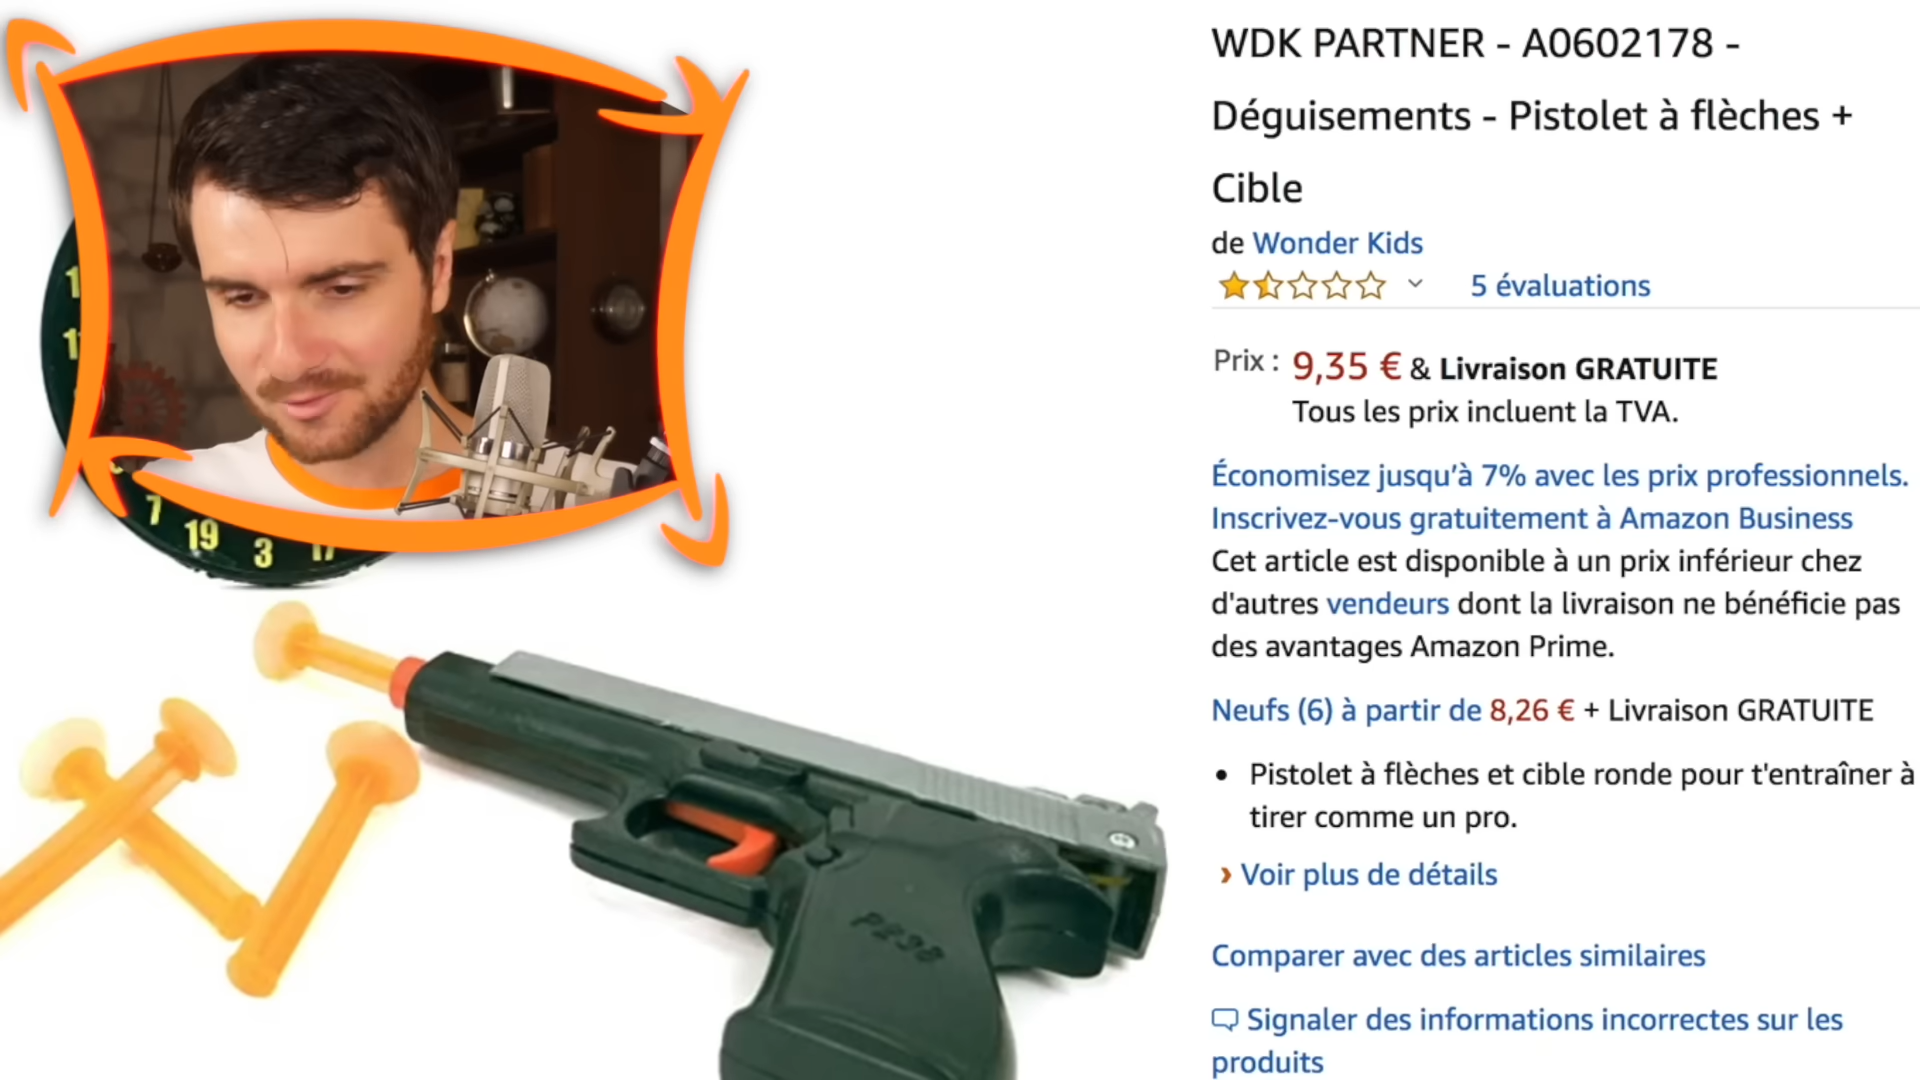 WDK PARTNER - A0602178 -
Déguisements - Pistolet à flèches +
Cible
de Wonder Kids
5 évaluations
Prix : 9,35 € & Livraison GRATUITE
Tous les prix incluent la TVA.
Économisez jusqu’à 7% avec les prix professionnels.
Inscrivez-vous gratuitement à Amazon Business
Cet article est disponible à un prix inférieur chez
d'autres vendeurs dont la livraison ne bénéficie pas
des avantages Amazon Prime.
Neufs (6) à partir de 8,26 € + Livraison GRATUITE
• Pistolet à flèches et cible ronde pour t'entraîner à
tirer comme un pro.
› Voir plus de détails
Comparer avec des articles similaires
Signaler des informations incorrectes sur les
produits
7
19
3
17
P238